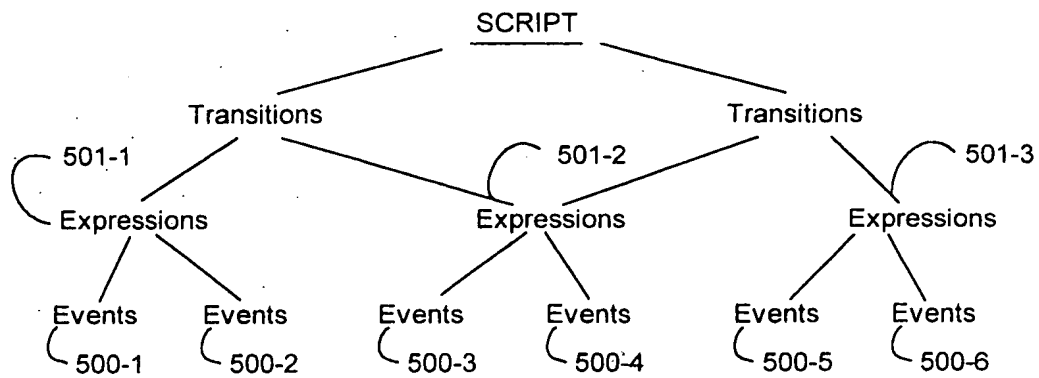 SCRIPT
Transitions Transitions
501-1 501-2 501-3
Expressions Expressions Expressions
Events Events Events Events Events Events
500-1 500-2 500-3 500-4 500-5 500-6